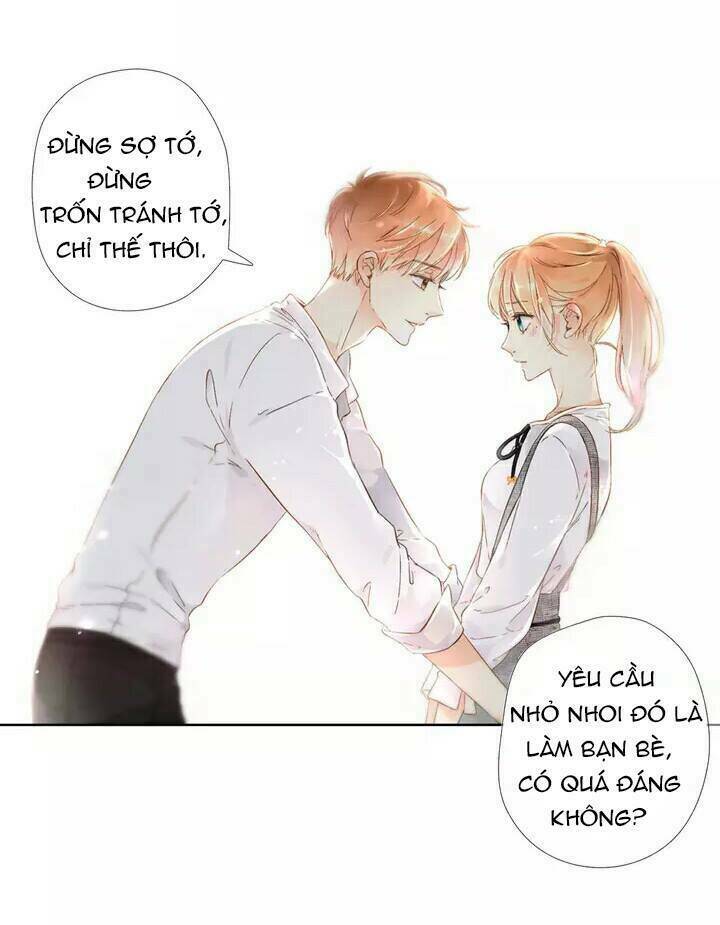 ĐỪNG SỢ TỚ,
ĐỪNG
TRỐN TRÁNH TỚ,
CHỈ THẾ THÔI.
YÊU CẦU
NHỎ NHOI ĐÓ LÀ
LÀM BẠN BÈ,
CÓ QUÁ ĐÁNG
KHÔNG?